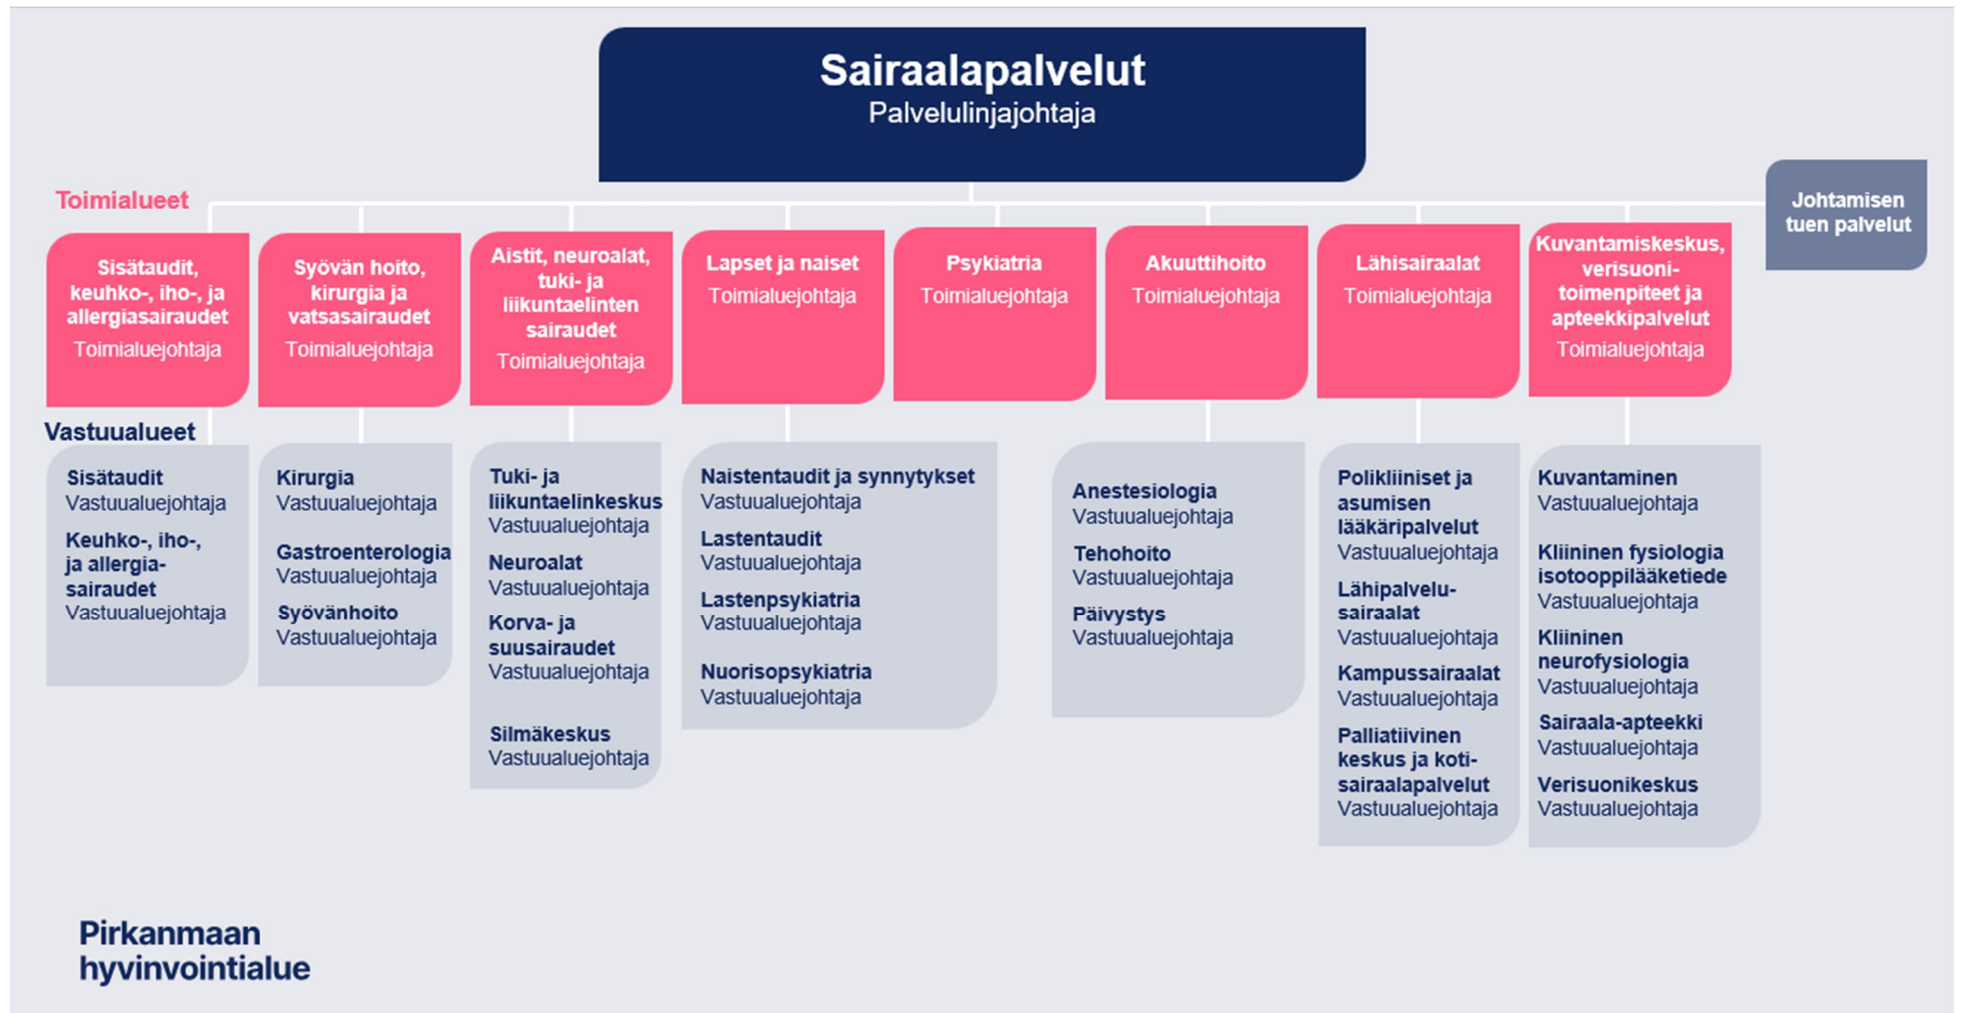 Sairaalapalvelut
Palvelulinjajohtaja
Johtamisen
tuen palvelut
Toimialueet
Sisätaudit,
keuhko-, iho-, ja
allergiasairaudet
Toimialuejohtaja
Syövän hoito,
kirurgia ja
vatsasairaudet
Toimialuejohtaja
Aistit, neuroalat,
tuki- ja
liikuntaelinten
sairaudet
Toimialuejohtaja
Lapset ja naiset
Toimialuejohtaja
Psykiatria
Toimialuejohtaja
Akuuttihoito
Toimialuejohtaja
Lähisairaalat
Toimialuejohtaja
Kuvantamiskeskus,
verisuoni-
toimenpiteet ja
apteekkipalvelut
Toimialuejohtaja
Vastuualueet
Sisätaudit
Vastuualuejohtaja
Keuhko-, iho-,
ja allergia-
sairaudet
Vastuualuejohtaja
Kirurgia
Vastuualuejohtaja
Gastroenterologia
Vastuualuejohtaja
Syövänhoito
Vastuualuejohtaja
Tuki- ja
liikuntaelinkeskus
Vastuualuejohtaja
Neuroalat
Vastuualuejohtaja
Korva- ja
suusairaudet
Vastuualuejohtaja
Silmäkeskus
Vastuualuejohtaja
Naistentaudit ja synnytykset
Vastuualuejohtaja
Lastentaudit
Vastuualuejohtaja
Lastenpsykiatria
Vastuualuejohtaja
Nuorisopsykiatria
Vastuualuejohtaja
Anestesiologia
Vastuualuejohtaja
Tehohoito
Vastuualuejohtaja
Päivystys
Vastuualuejohtaja
Polikliiniset ja
asumisen
lääkäripalvelut
Vastuualuejohtaja
Lähipalvelu-
sairaalat
Vastuualuejohtaja
Kampussairaalat
Vastuualuejohtaja
Palliatiivinen
keskus ja koti-
sairaalapalvelut
Vastuualuejohtaja
Kuvantaminen
Vastuualuejohtaja
Kliininen fysiologia
isotooppilääketiede
Vastuualuejohtaja
Kliininen
neurofysiologia
Vastuualuejohtaja
Sairaala-apteekki
Vastuualuejohtaja
Verisuonikeskus
Vastuualuejohtaja
Pirkanmaan
hyvinvointialue